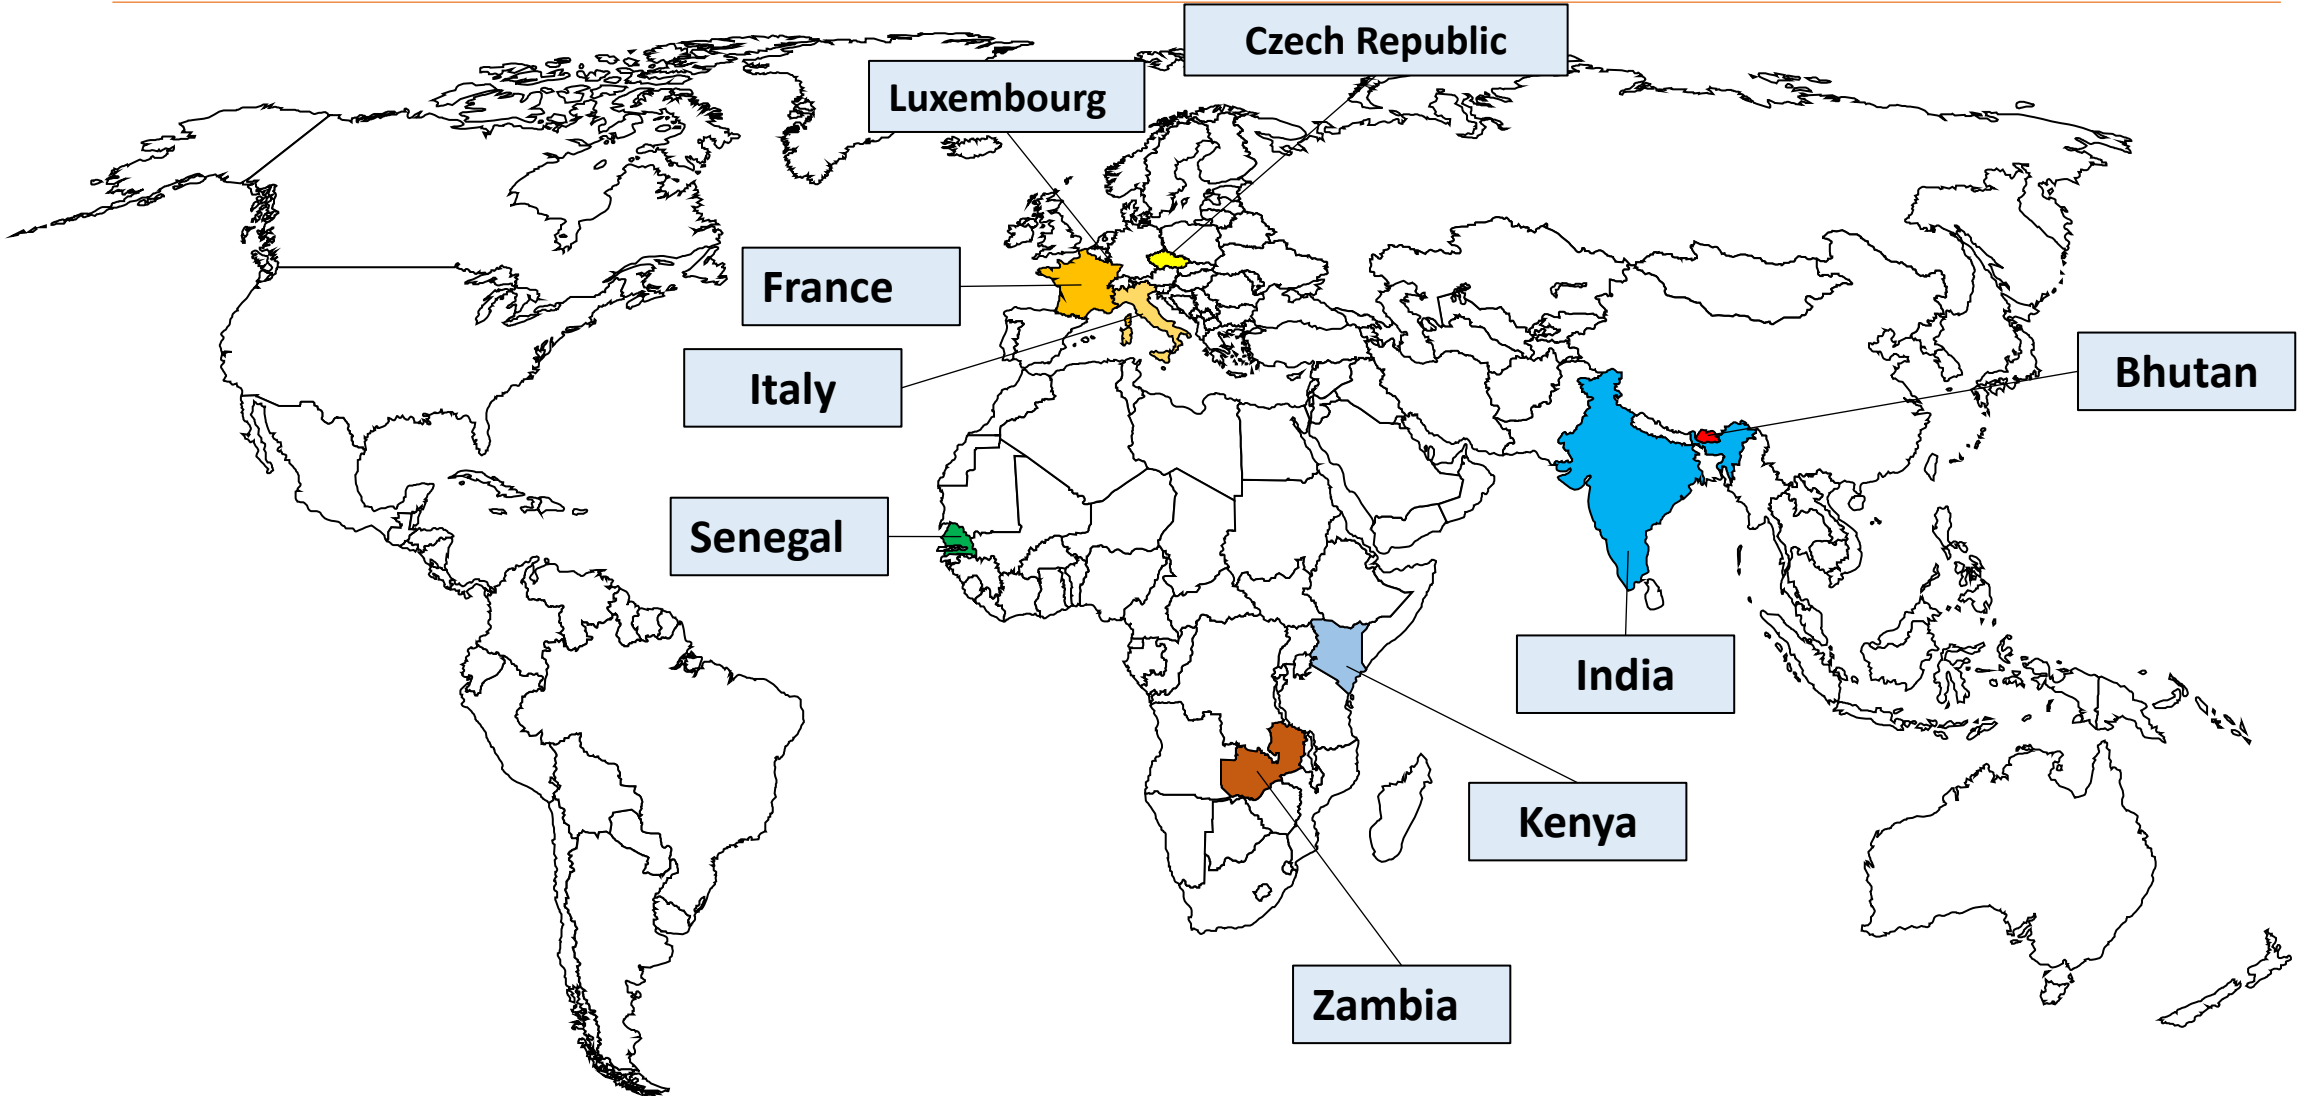 Czech Republic
Luxembourg
France
Italy
Bhutan
Senegal
India
Kenya
Zambia